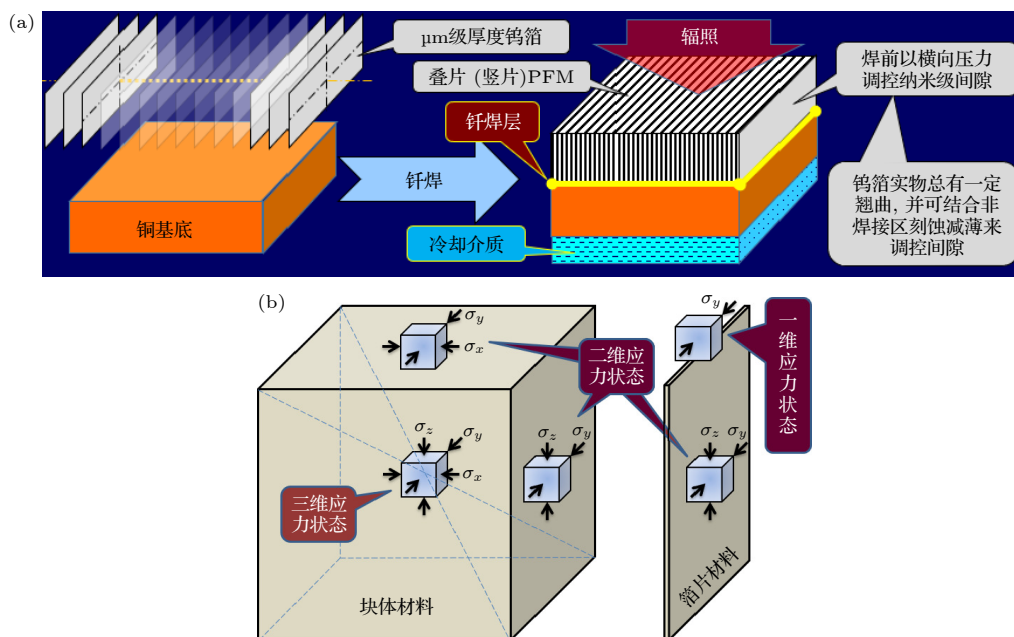 (a)
μm级厚度钨箔
叠片 (竖片)PFM
辐照
焊前以横向压力
调控纳米级间隙
钎焊层
钎焊
铜基底
冷却介质
钨箔实物总有一定
翘曲, 并可结合非
焊接区刻蚀减薄来
调控间隙
(b)
σy
σx
二维应
力状态
σy
一维应力状态
σz
σy
σx
σz
σy
σz
σy
三维应
力状态
块体材料
箔片材料